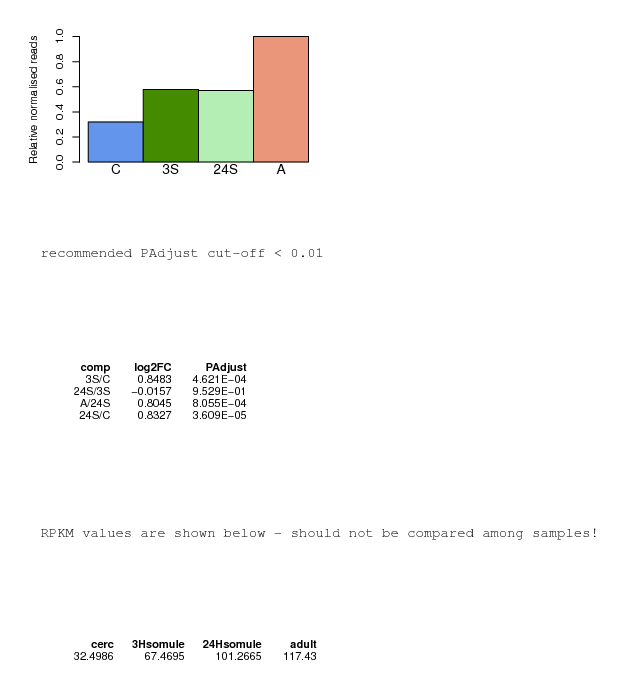 Relative normalised reads
1.0
0.8
0.6
0.4
0.2
0.0
C 3S 24S A
recommended PAdjust cut-off < 0.01
comp log2FC PAdjust
3S/C 0.8483 4.621E−04
24S/3S −0.0157 9.529E−01
A/24S 0.8045 8.055E−04
24S/C 0.8327 3.609E−05
RPKM values are shown below - should not be compared among samples!
cerc 3Hsomule 24Hsomule adult
32.4986 67.4695 101.2665 117.43